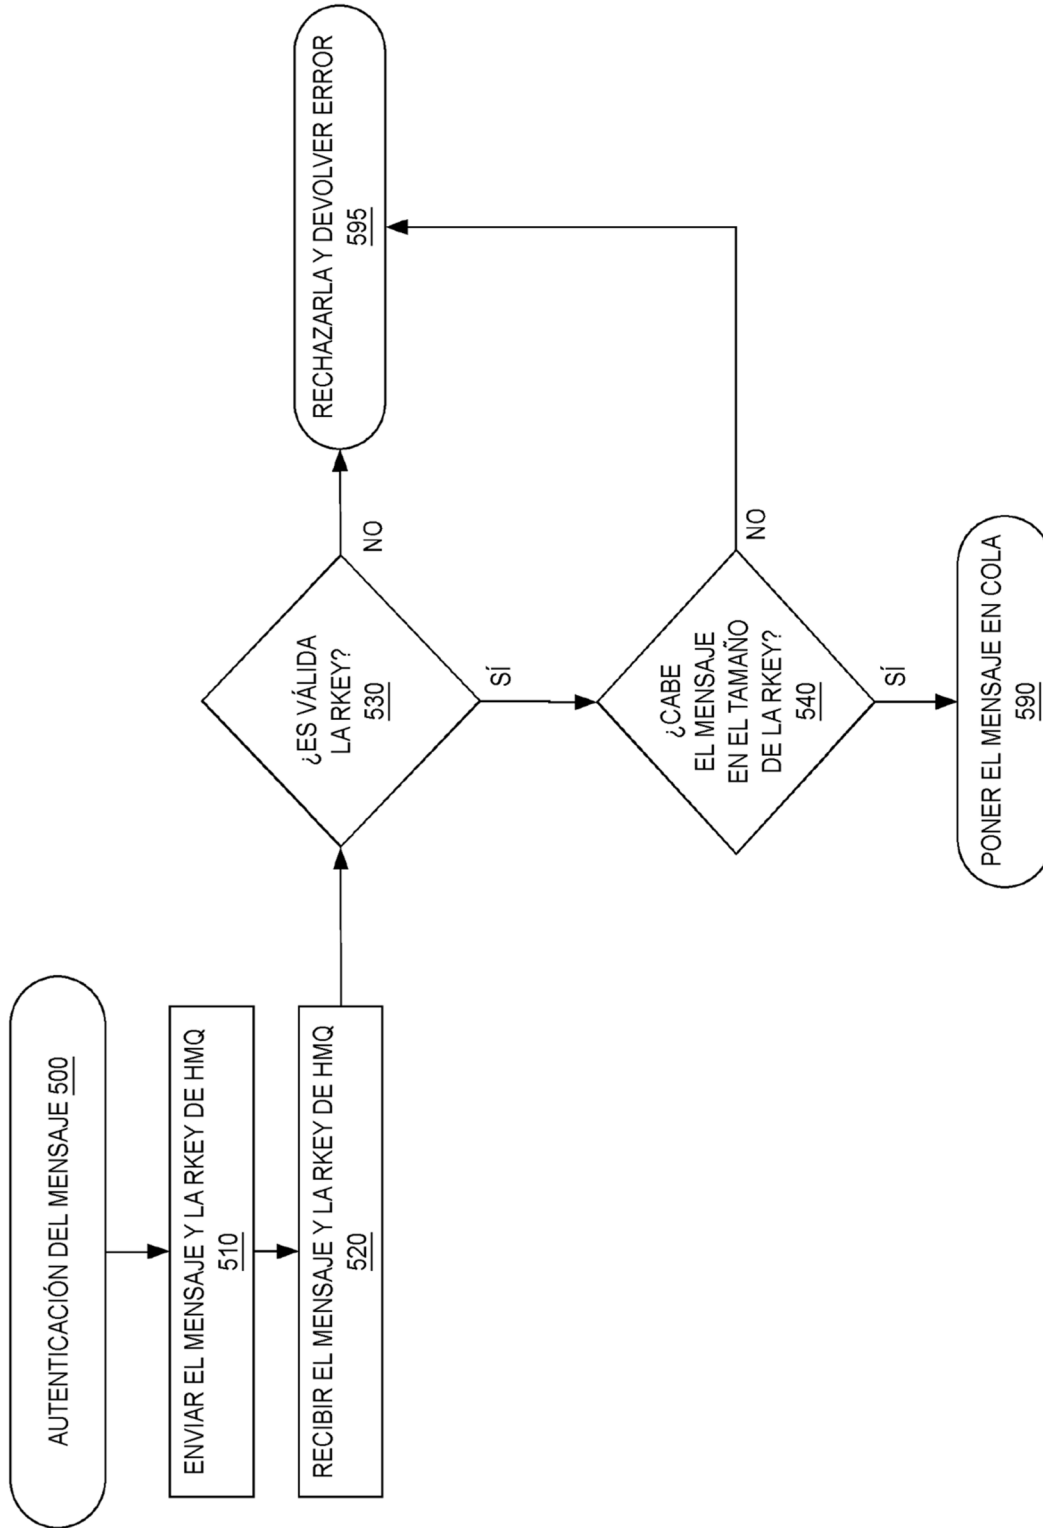 AUTENTICACIÓN DEL MENSAJE 500
ENVIAR EL MENSAJE Y LA RKEY DE HMQ
510
RECIBIR EL MENSAJE Y LA RKEY DE HMQ
520
¿ES VÁLIDA
LA RKEY?
530
NO
SÍ
RECHAZARLA Y DEVOLVER ERROR
595
¿CABE
EL MENSAJE
EN EL TAMAÑO
DE LA RKEY?
540
NO
SÍ
PONER EL MENSAJE EN COLA
590